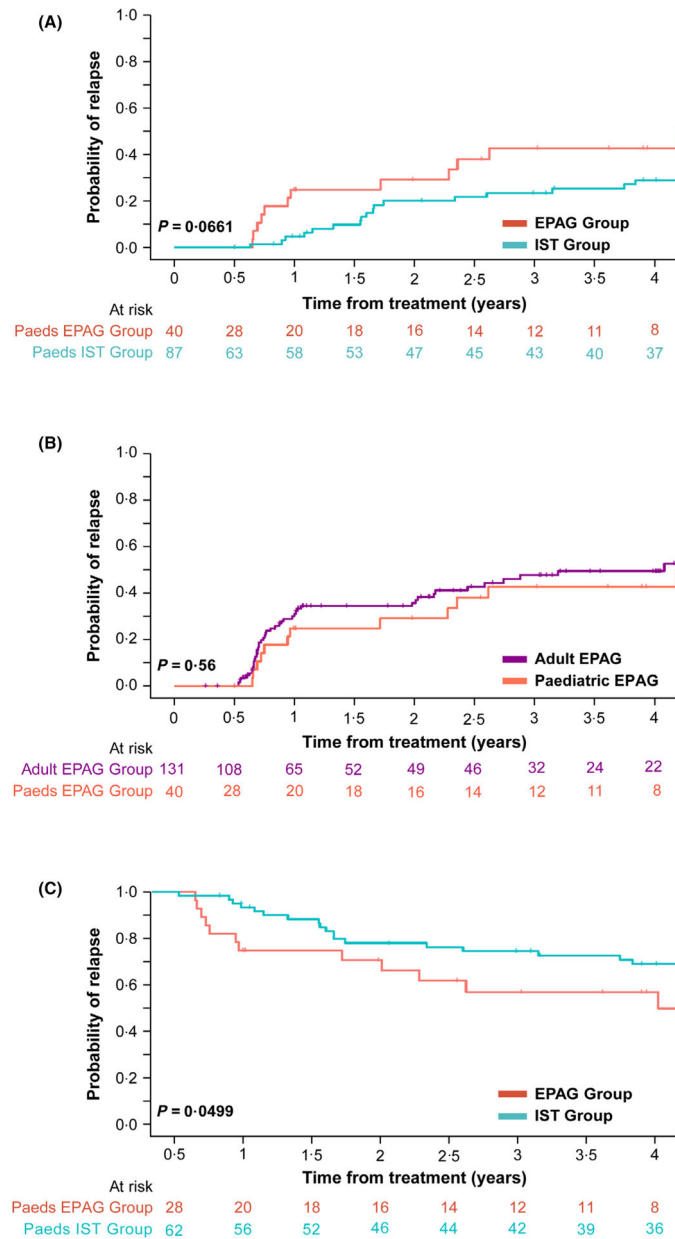 (A)
1·0
0·8
0·6
0·4
0·2
0·0
Probability of relapse
P = 0·0661
EPAG Group
IST Group
0 0·5 1 1·5 2 2·5 3 3·5 4
Time from treatment (years)
At risk
Paeds EPAG Group 40 28 20 18 16 14 12 11 8
Paeds IST Group 87 63 58 53 47 45 43 40 37
(B)
1·0
0·8
0·6
0·4
0·2
0·0
Probability of relapse
P = 0·56
Adult EPAG
Paediatric EPAG
0 0·5 1 1·5 2 2·5 3 3·5 4
Time from treatment (years)
At risk
Adult EPAG Group 131 108 65 52 49 46 32 24 22
Paeds EPAG Group 40 28 20 18 16 14 12 11 8
(C)
1·0
0·8
0·6
0·4
0·2
0·0
Probability of relapse
P = 0·0499
EPAG Group
IST Group
0·5 1 1·5 2 2·5 3 3·5 4
Time from treatment (years)
At risk
Paeds EPAG Group 28 20 18 16 14 12 11 8
Paeds IST Group 62 56 52 46 44 42 39 36